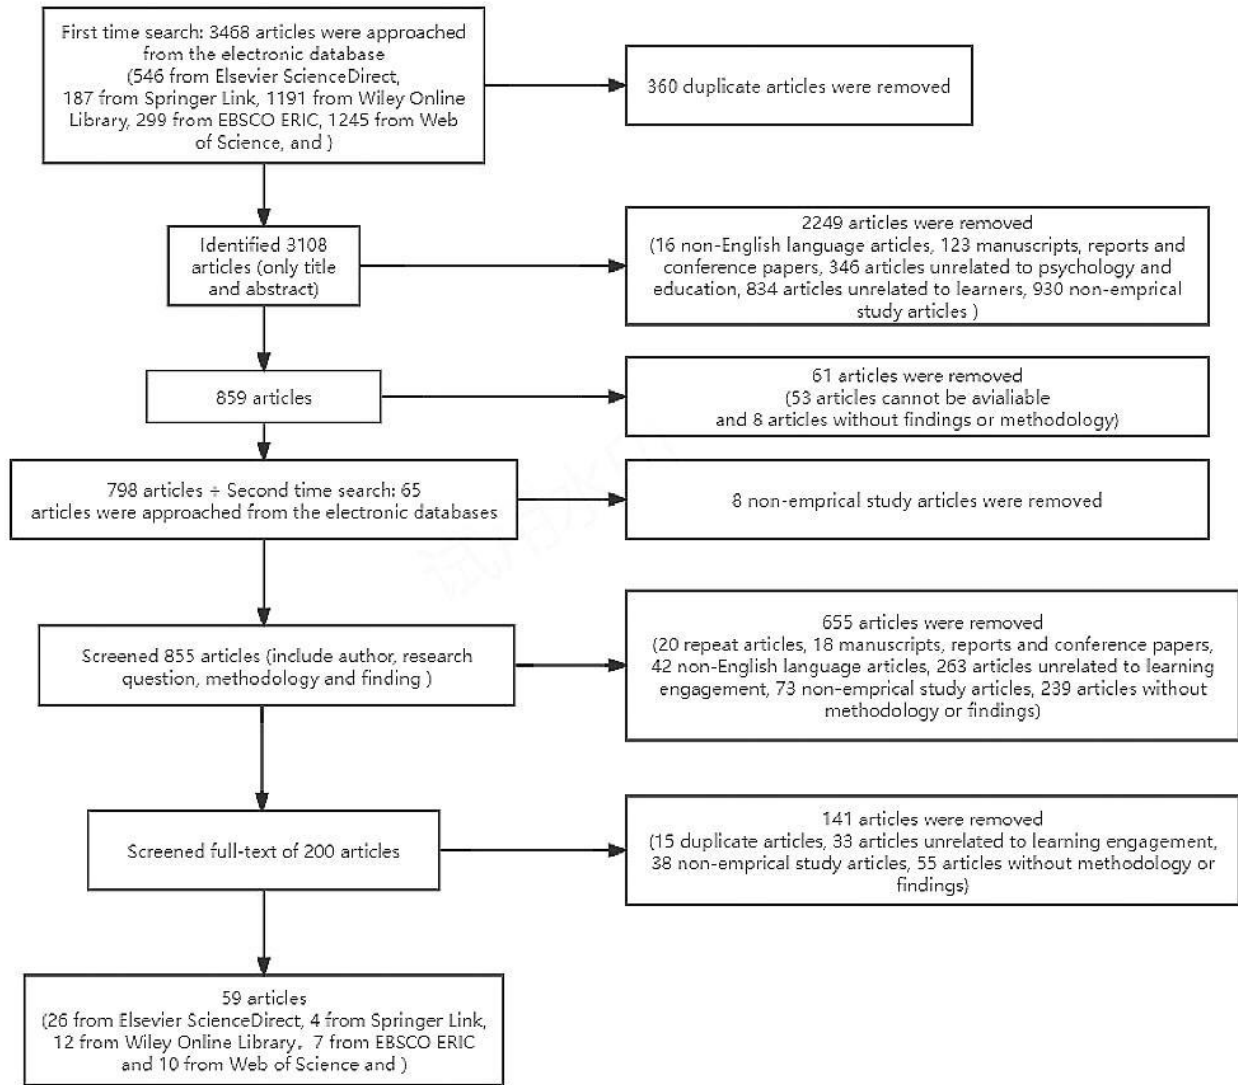 First time search: 3468 articles were approached
from the electronic database
(546 from Elsevier ScienceDirect,
187 from Springer Link, 1191 from Wiley Online
Library, 299 from EBSCO ERIC, 1245 from Web
of Science, and )
360 duplicate articles were removed
Identified 3108
articles (only title
and abstract)
2249 articles were removed
(16 non-English language articles, 123 manuscripts, reports and
conference papers, 346 articles unrelated to psychology and
education, 834 articles unrelated to learners, 930 non-emprical
study articles )
859 articles
61 articles were removed
(53 articles cannot be avialiable
and 8 articles without findings or methodology)
798 articles + Second time search: 65
articles were approached from the electronic databases
8 non-emprical study articles were removed
Screened 855 articles (include author, research
question, methodology and finding )
655 articles were removed
(20 repeat articles, 18 manuscripts, reports and conference papers,
42 non-English language articles, 263 articles unrelated to learning
engagement, 73 non-emprical study articles, 239 articles without
methodology or findings)
Screened full-text of 200 articles
141 articles were removed
(15 duplicate articles, 33 articles unrelated to learning engagement,
38 non-emprical study articles, 55 articles without methodology or
findings)
59 articles
(26 from Elsevier ScienceDirect, 4 from Springer Link,
12 from Wiley Online Library, 7 from EBSCO ERIC
and 10 from Web of Science and )